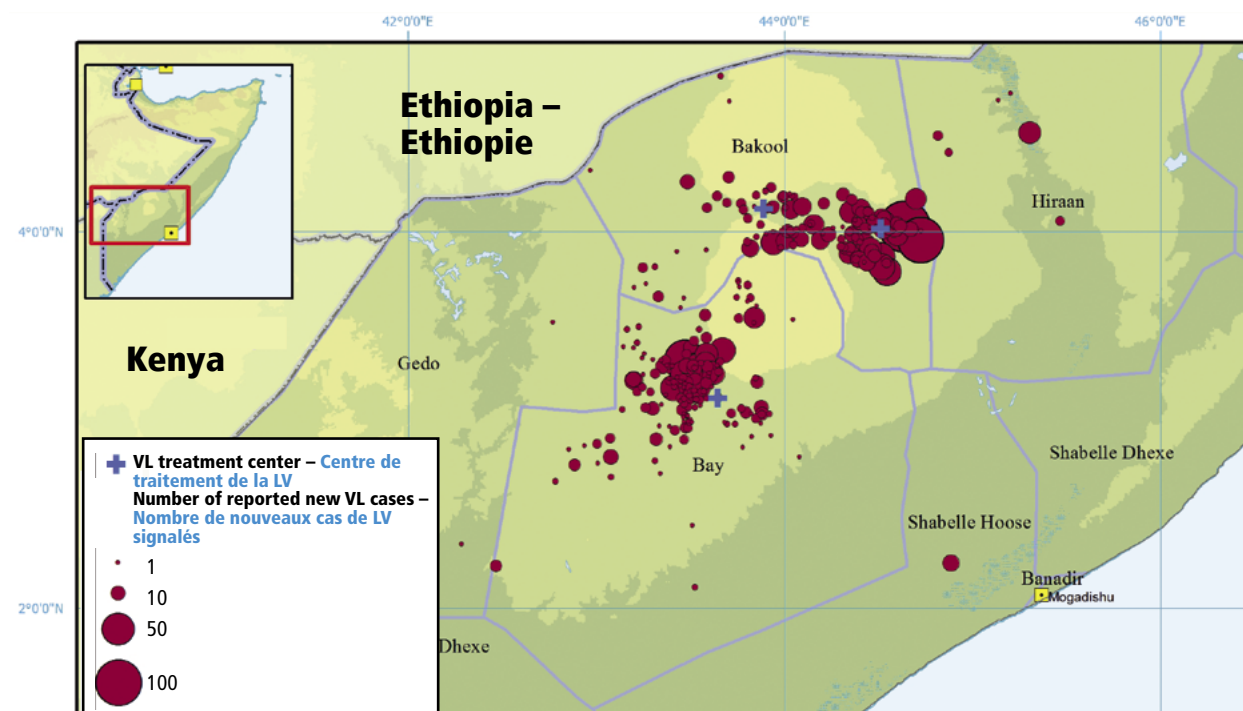 42°0'0"E
44°0'0"E
46°0'0"E
Ethiopia –
Ethiopie
Bakool
Hiraan
4°0'0"N
Kenya
Gedo
Bay
Shabelle Dhexe
Shabelle Hoose
Banadir
Mogadishu
2°0'0"N
Dhexe
VL treatment center – Centre de
traitement de la LV
Number of reported new VL cases –
Nombre de nouveaux cas de LV
signalés
1
10
50
100